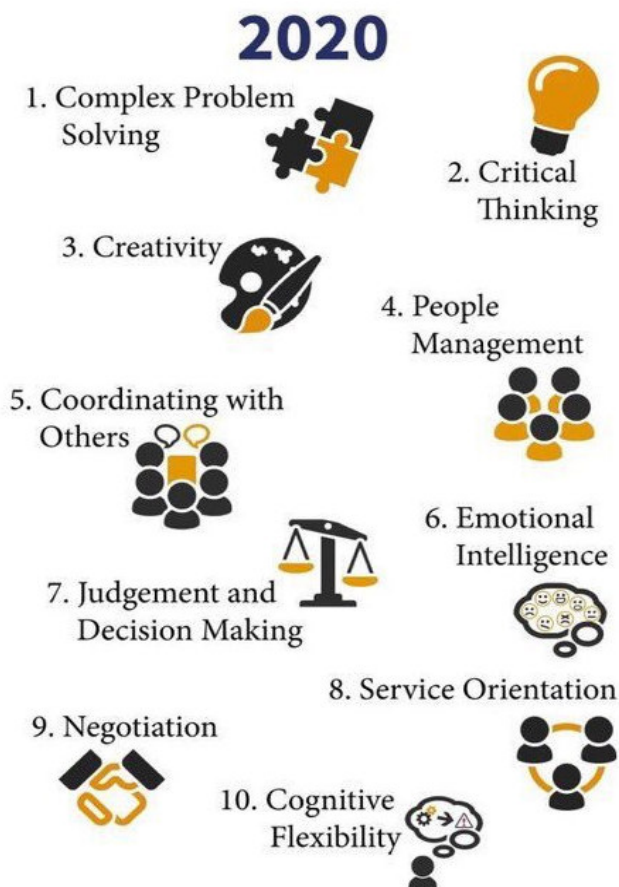 2020
1. Complex Problem
Solving
2. Critical
Thinking
3. Creativity
4. People
Management
5. Coordinating with
Others
6. Emotional
Intelligence
7. Judgement and
Decision Making
8. Service Orientation
9. Negotiation
10. Cognitive
Flexibility